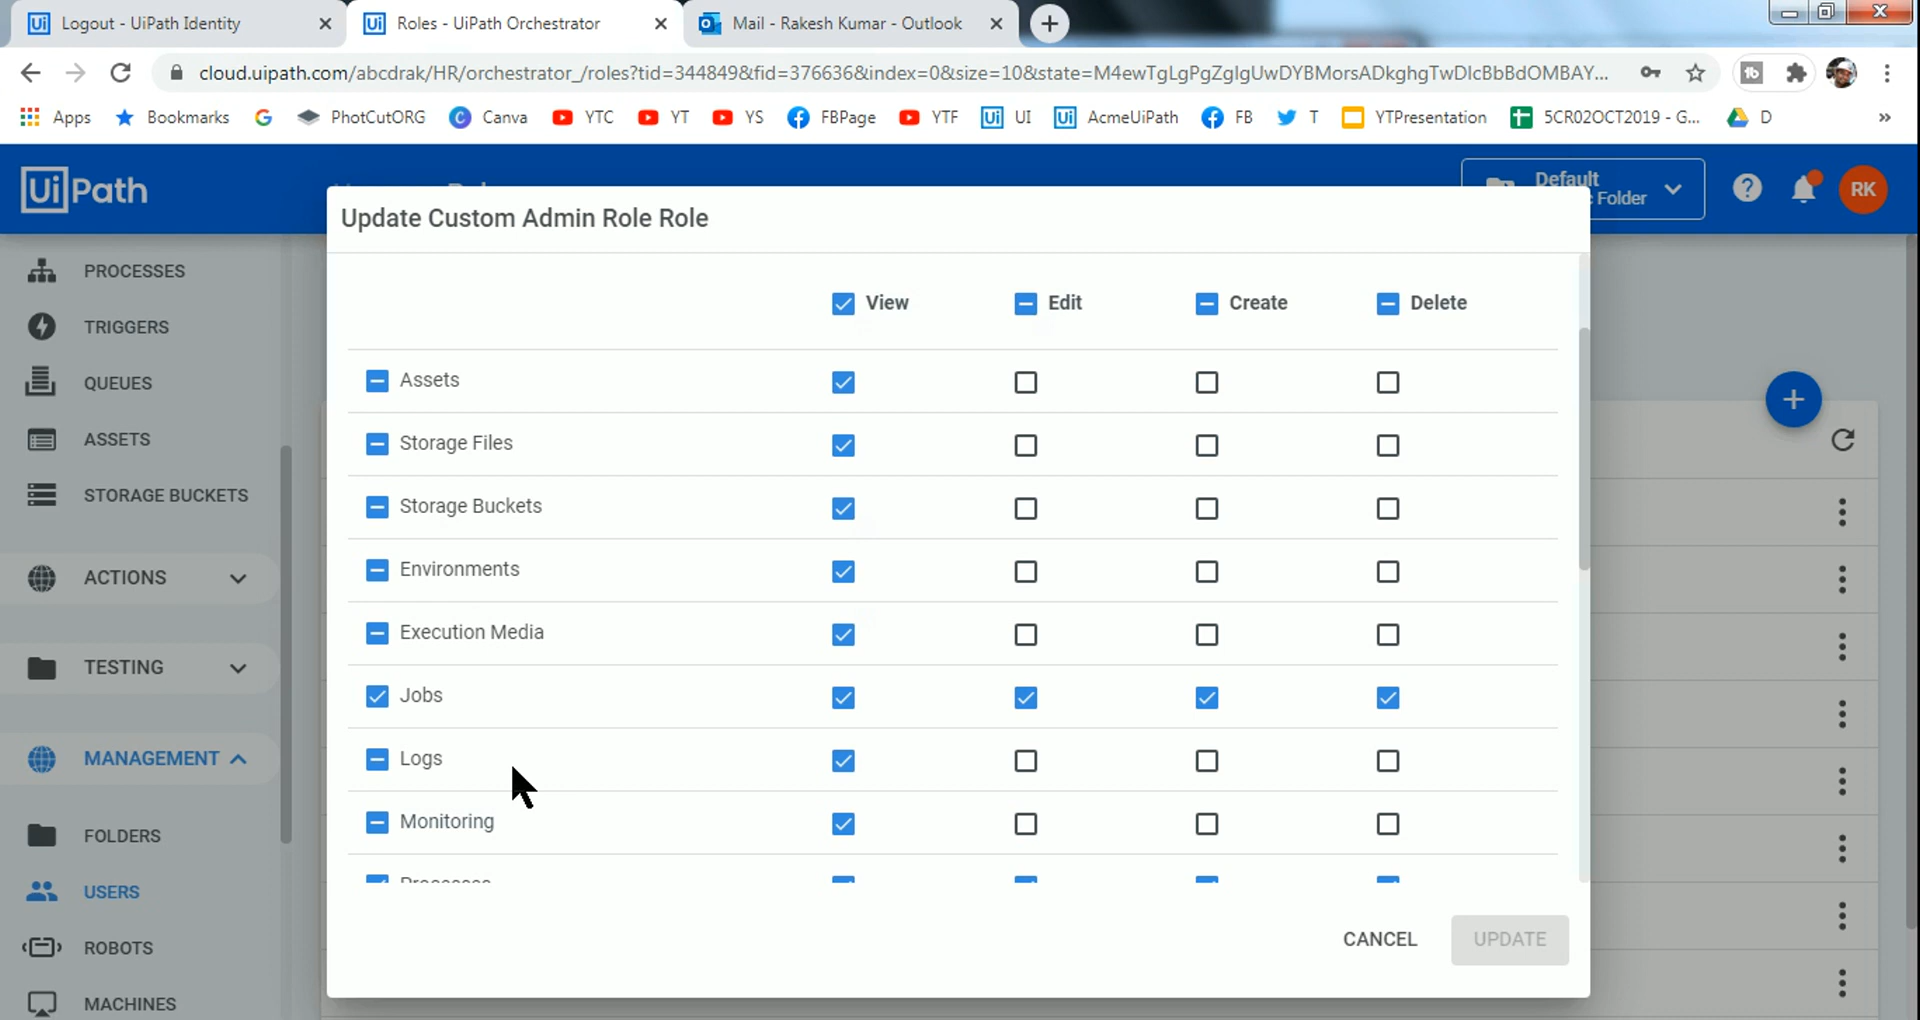 Logout - UiPath Identity
Roles - UiPath Orchestrator
Mail - Rakesh Kumar - Outlook
cloud.uipath.com/abcdrak/HR/orchestrator_/roles?tid=344849&fid=376636&index=0&size=10&state=M4ewTgLgPgZglgUwDYBMorsADkghgTwDlcBbBdOMBAY...
Apps
Bookmarks
PhotCutORG
Canva
YTC
YT
YS
FBPage
YTF
UI
AcmeUiPath
FB
T
YTPresentation
5CR02OCT2019 - G...
D
»
UiPath
Default
Folder
RK
PROCESSES
TRIGGERS
QUEUES
ASSETS
STORAGE BUCKETS
ACTIONS
TESTING
MANAGEMENT
FOLDERS
USERS
ROBOTS
MACHINES
Update Custom Admin Role Role
View Edit Create Delete
Assets
Storage Files
Storage Buckets
Environments
Execution Media
Jobs
Logs
Monitoring
Processes
CANCEL UPDATE